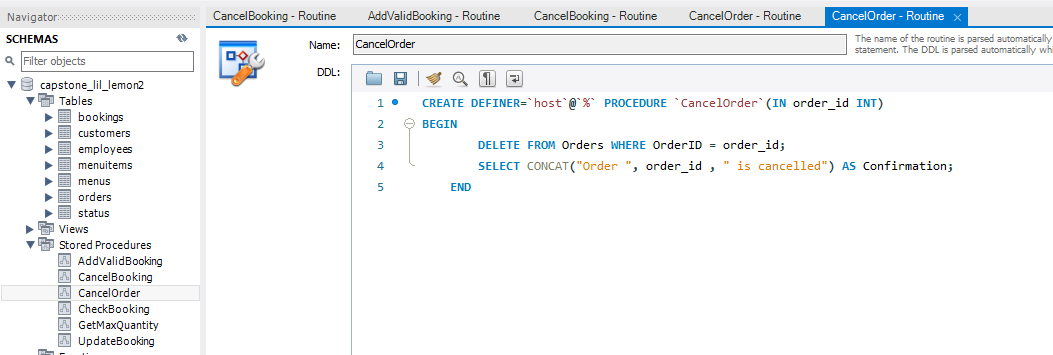 Navigator
SCHEMAS
Filter objects
capstone_lil_lemon2
Tables
bookings
customers
employees
menuitems
menus
orders
status
Views
Stored Procedures
AddValidBooking
CancelBooking
CancelOrder
CheckBooking
GetMaxQuantity
UpdateBooking
CancelBooking - Routine AddValidBooking - Routine CancelBooking - Routine CancelOrder - Routine CancelOrder - Routine
Name: CancelOrder
The name of the routine is parsed automatically
statement. The DDL is parsed automatically
DDL:
1 CREATE DEFINER=`host`@`%` PROCEDURE `CancelOrder`(IN order_id INT)
2 BEGIN
3 DELETE FROM Orders WHERE OrderID = order_id;
4 SELECT CONCAT("Order ", order_id , " is cancelled") AS Confirmation;
5 END